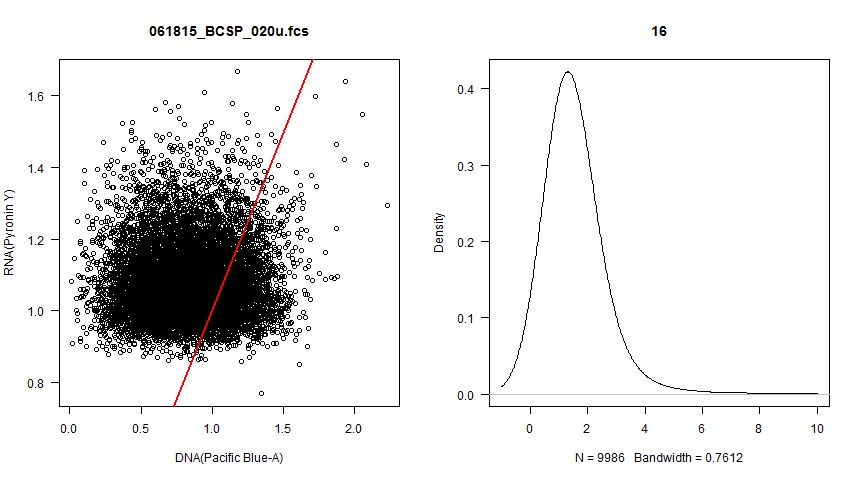 061815_BCSP_020u.fcs
RNA(Pyronin Y)
1.6
1.4
1.2
1.0
0.8
0.0 0.5 1.0 1.5 2.0
DNA(Pacific Blue-A)
16
Density
0.4
0.3
0.2
0.1
0.0
0 2 4 6 8 10
N = 9986 Bandwidth = 0.7612